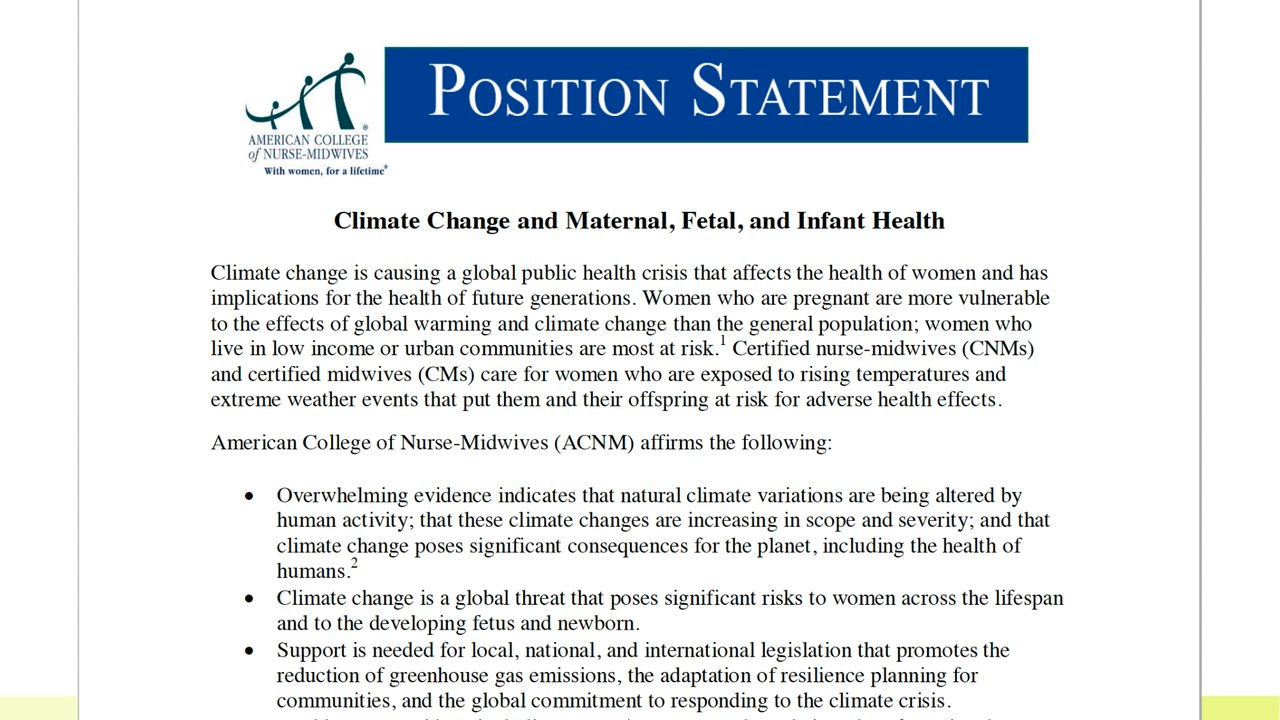 POSITION STATEMENT
AMERICAN COLLEGE
of NURSE-MIDWIVES
With women, for a lifetime®
Climate Change and Maternal, Fetal, and Infant Health
Climate change is causing a global public health crisis that affects the health of women and has
implications for the health of future generations. Women who are pregnant are more vulnerable
to the effects of global warming and climate change than the general population; women who
live in low income or urban communities are most at risk.1 Certified nurse-midwives (CNMs)
and certified midwives (CMs) care for women who are exposed to rising temperatures and
extreme weather events that put them and their offspring at risk for adverse health effects.
American College of Nurse-Midwives (ACNM) affirms the following:
• Overwhelming evidence indicates that natural climate variations are being altered by
human activity; that these climate changes are increasing in scope and severity; and that
climate change poses significant consequences for the planet, including the health of
humans.2
• Climate change is a global threat that poses significant risks to women across the lifespan
and to the developing fetus and newborn.
• Support is needed for local, national, and international legislation that promotes the
reduction of greenhouse gas emissions, the adaptation of resilience planning for
communities, and the global commitment to responding to the climate crisis.